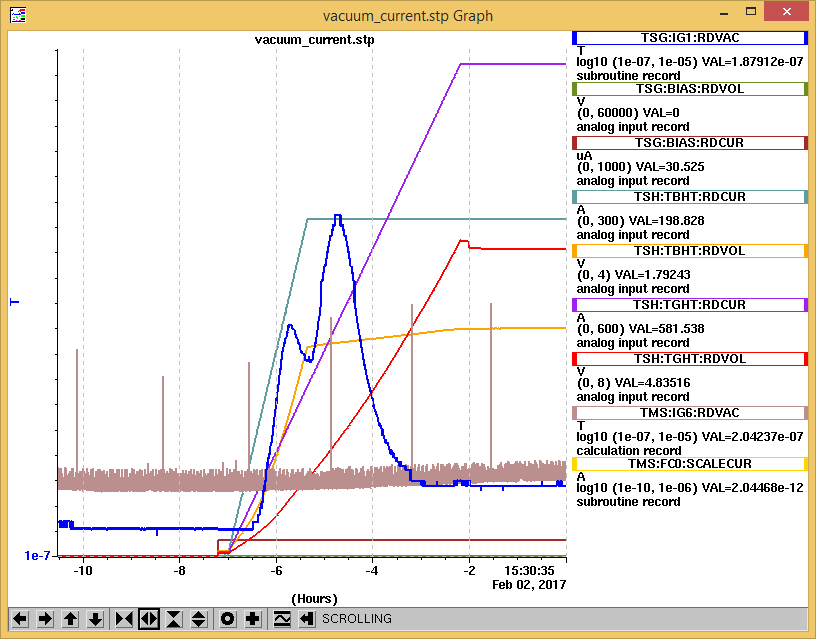 vacuum_current.stp Graph
vacuum_current.stp
T
1e-7
-10
-8
-6
-4
-2
15:30:35
Feb 02, 2017
(Hours)
TSG:IG1:RDVAC
T
log10 (1e-07, 1e-05) VAL=1.87912e-07
subroutine record
TSG:BIAS:RDVOL
V
(0, 60000) VAL=0
analog input record
TSG:BIAS:RDCUR
uA
(0, 1000) VAL=30.525
analog input record
TSH:TBHT:RDCUR
A
(0, 300) VAL=198.828
analog input record
TSH:TBHT:RDVOL
V
(0, 4) VAL=1.79243
analog input record
TSH:TGHT:RDCUR
A
(0, 600) VAL=581.538
analog input record
TSH:TGHT:RDVOL
V
(0, 8) VAL=4.83516
analog input record
TMS:IG6:RDVAC
T
log10 (1e-07, 1e-05) VAL=2.04237e-07
calculation record
TMS:FC0:SCALECUR
A
log10 (1e-10, 1e-06) VAL=2.04468e-12
subroutine record
SCROLLING